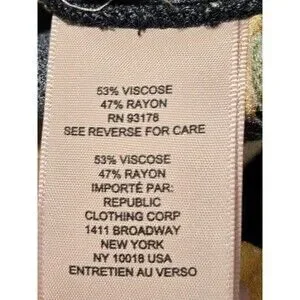 53% VISCOSE
47% RAYON
RN 93178
SEE REVERSE FOR CARE
53% VISCOSE
47% RAYON
IMPORTÉ PAR:
REPUBLIC
CLOTHING CORP
1411 BROADWAY
NEW YORK
NY 10018 USA
ENTRETIEN AU VERSO